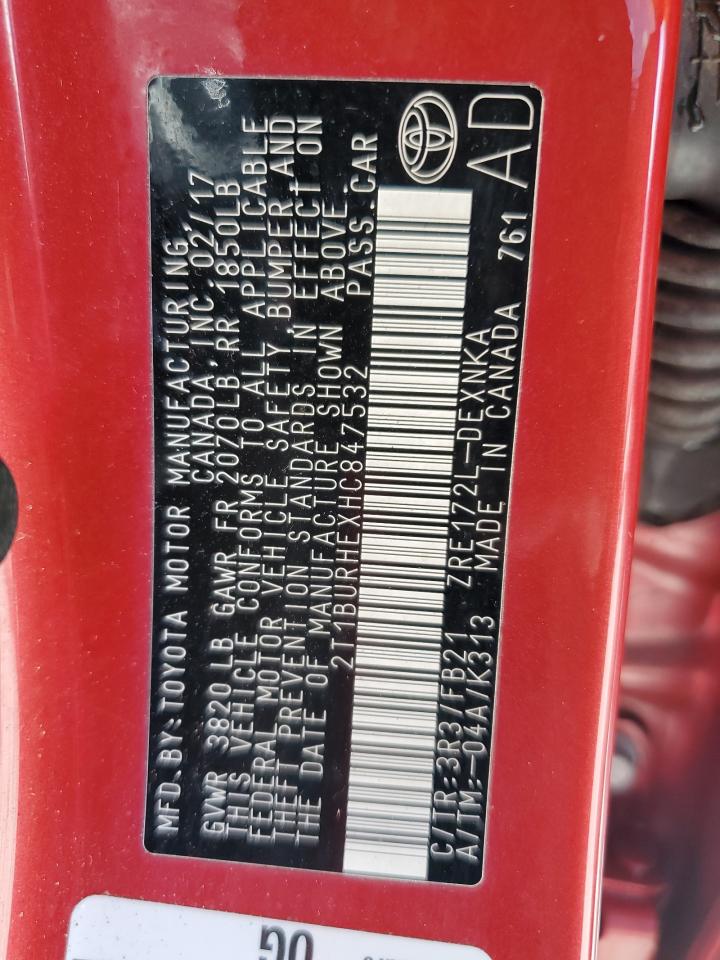 MFD.BY:TOYOTA MOTOR MANUFACTURING,
CANADA, INC. 02/17
GVWR 3820LB GAWR FR 2070LB RR 1850LB
THIS VEHICLE CONFORMS TO ALL APPLICABLE
FEDERAL MOTOR VEHICLE SAFETY, BUMPER AND
THEFT PREVENTION STANDARDS IN EFFECT ON
THE DATE OF MANUFACTURE SHOWN ABOVE.
2T1BURHEXHC847532 PASS.CAR
C/TR:3R3/FB21 ZRE172L-DEXNKA
A/TM:-04A/K313 MADE IN CANADA 761
AD
OG